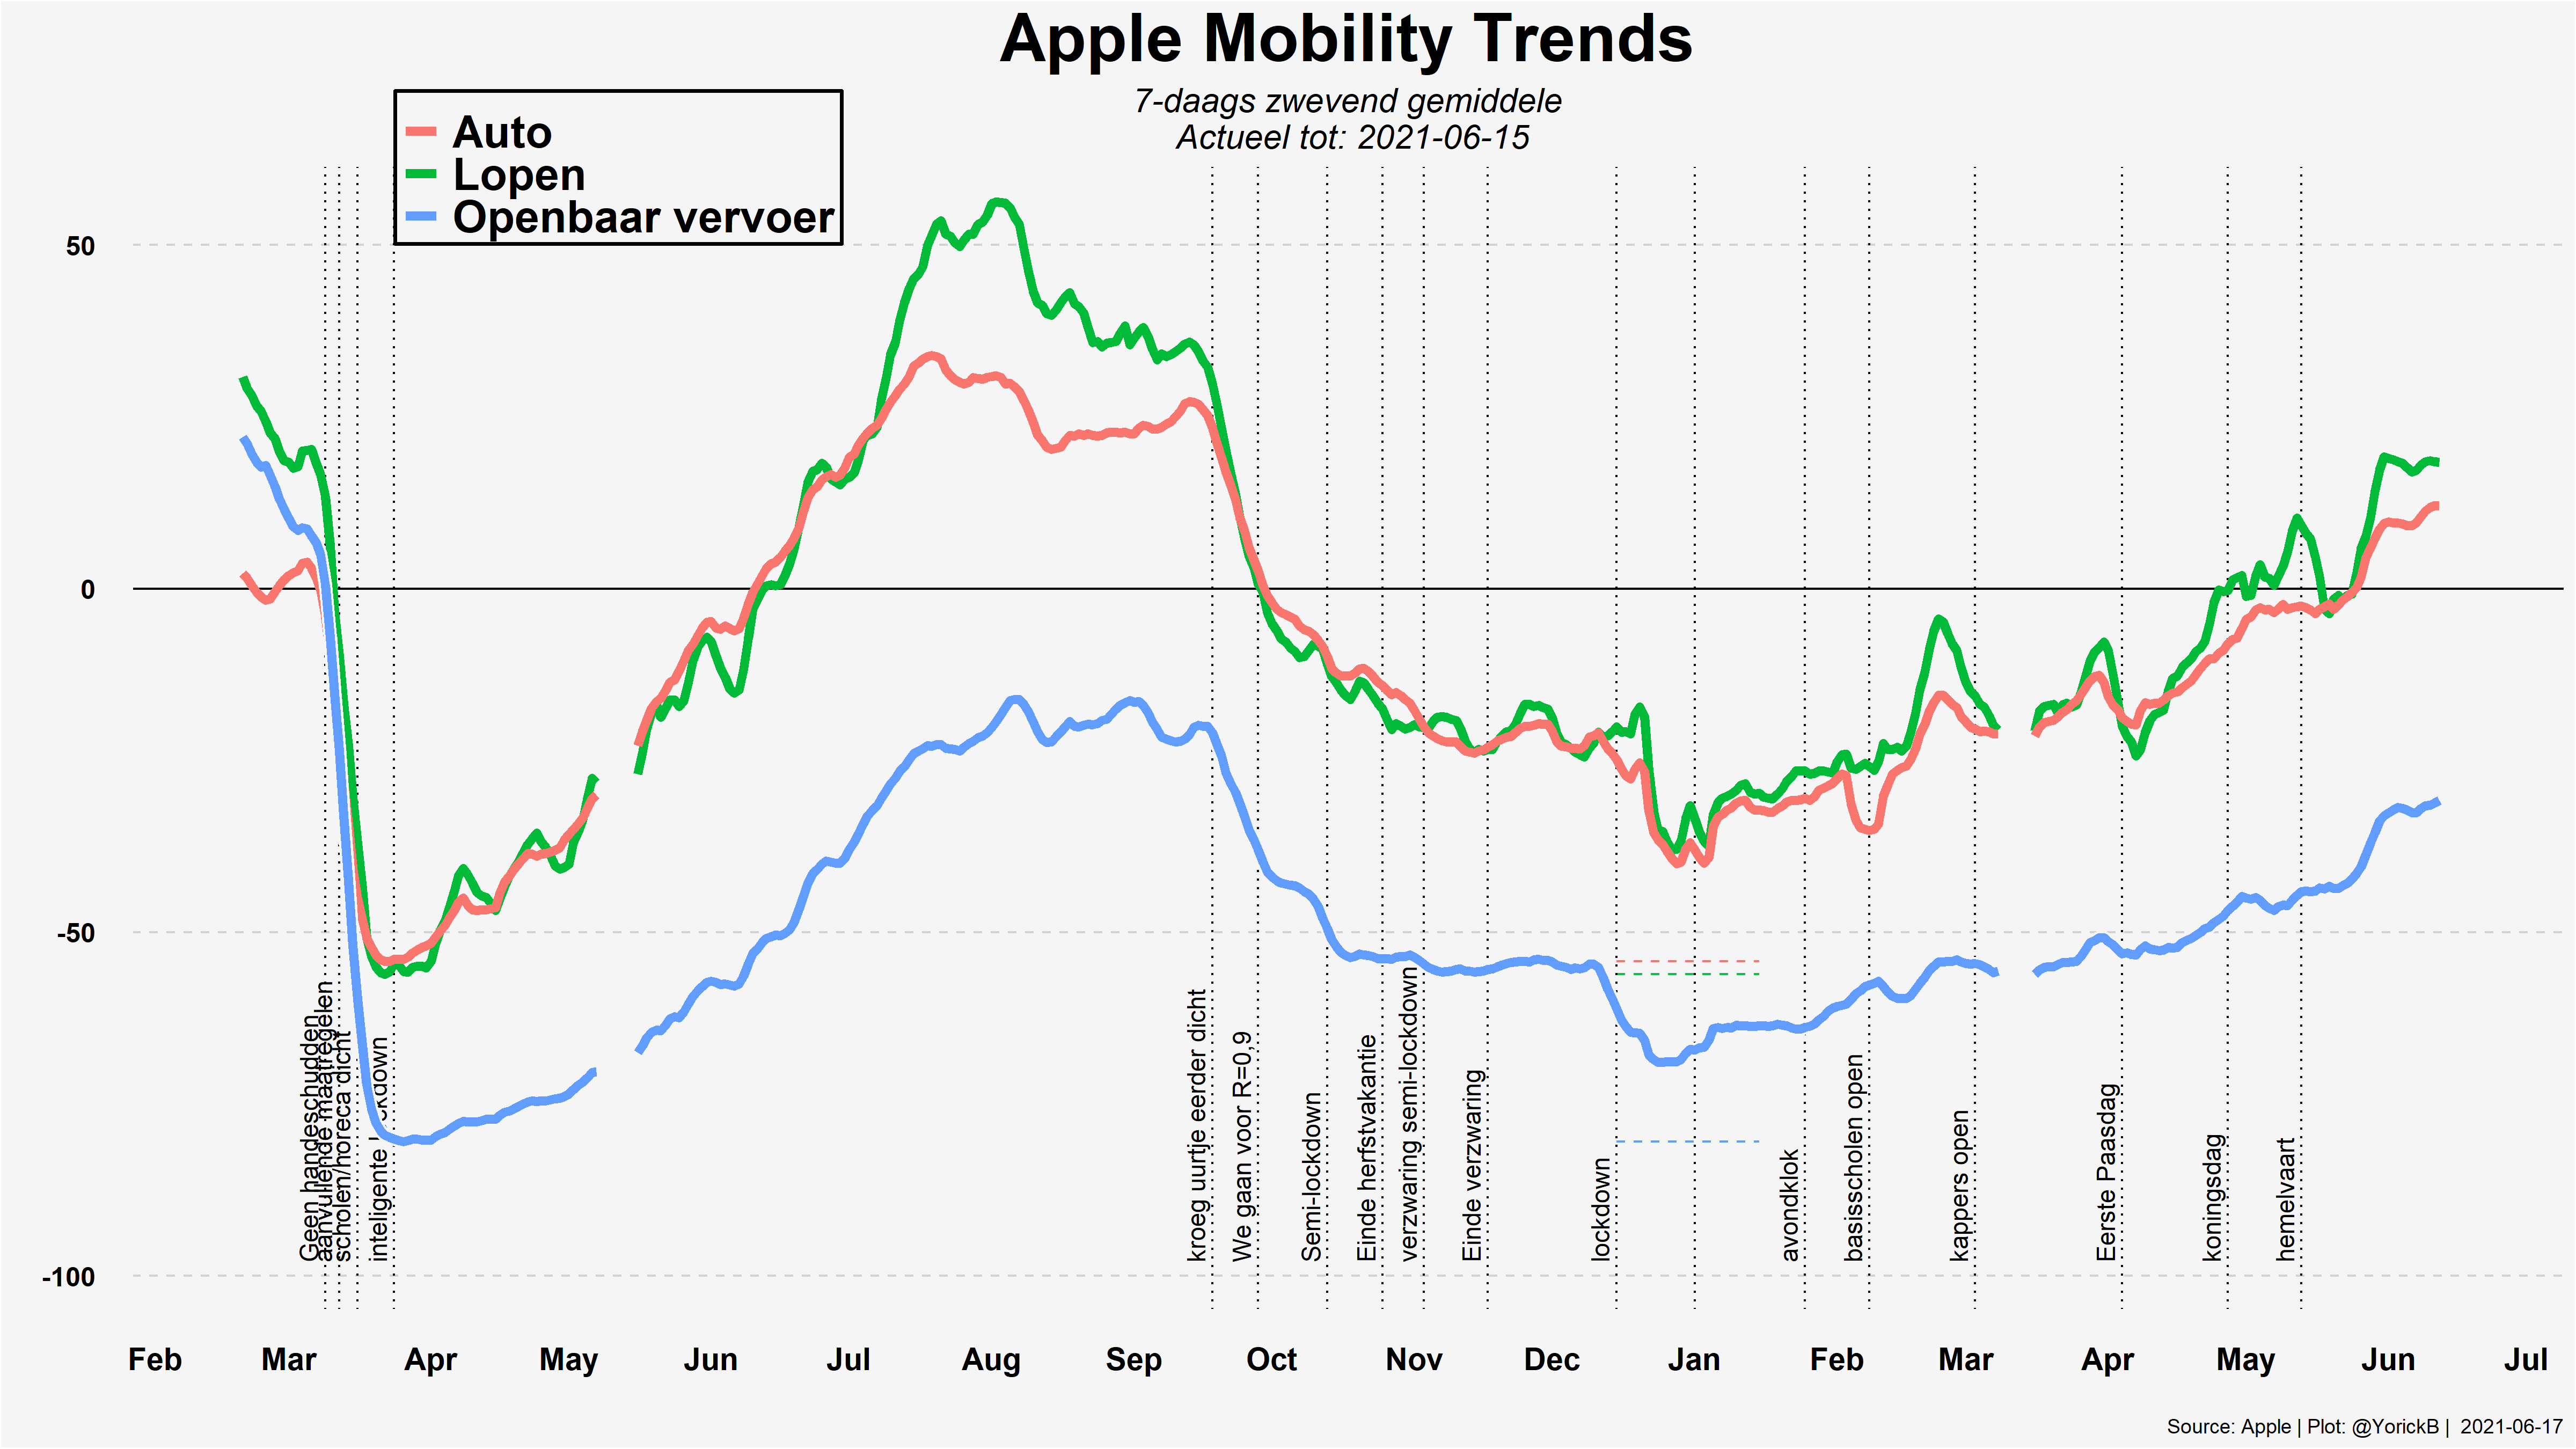 Apple Mobility Trends
7-daags zwevend gemiddele
Actueel tot: 2021-06-15
Auto
Lopen
Openbaar vervoer
50
0
-50
-100
Geen handeschudden
aanvullende maatregelen
scholen/horeca dicht
inteligente
kroeg uurtje eerder dicht
We gaan voor R=0,9
Semi-lockdown
Einde herfstvakantie
verzwaring semi-lockdown
Einde verzwaring
lockdown
avondklok
basisscholen open
kappers open
Eerste Paasdag
koningsdag
hemelvaart
Feb Mar Apr May Jun Jul Aug Sep Oct Nov Dec Jan Feb Mar Apr May Jun Jul
Source: Apple | Plot: @YorickB | 2021-06-17